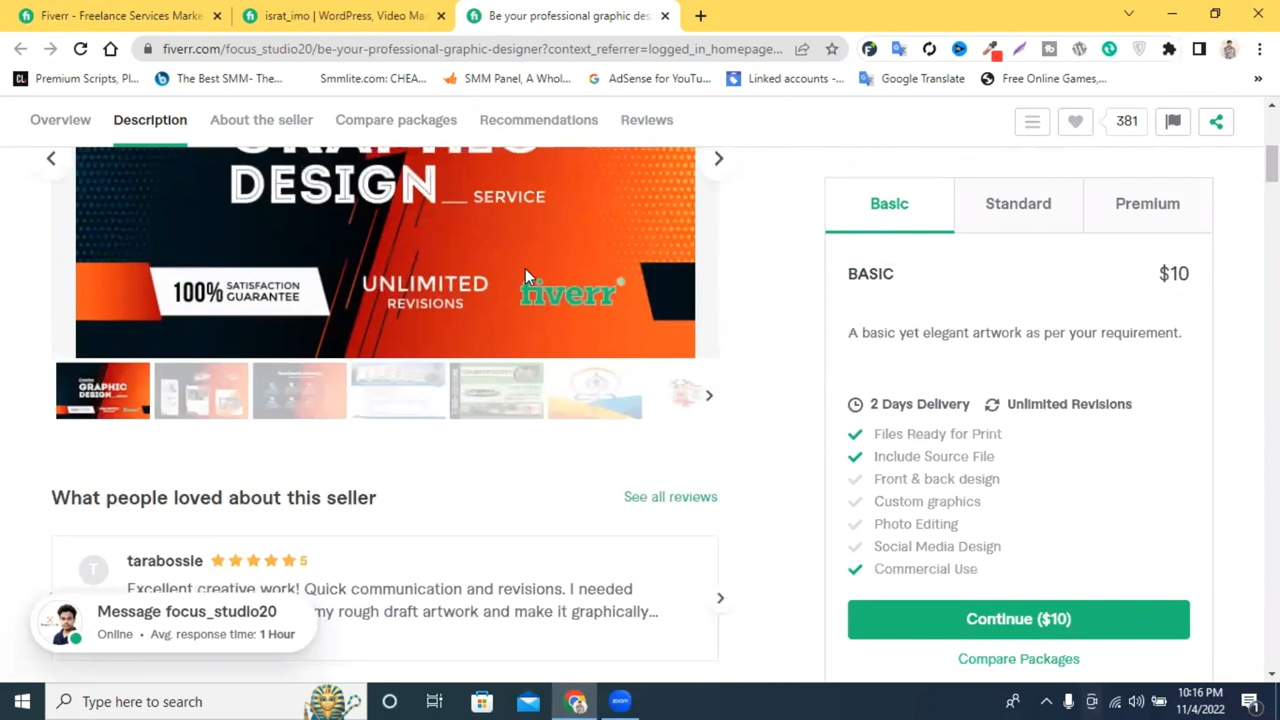 Fiverr - Freelance Services Marke
israt_imo | WordPress, Video Mar
Be your professional graphic des
fiverr.com/focus_studio20/be-your-professional-graphic-designer?context_referrer=logged_in_homepage...
Premium Scripts, Pl...
The Best SMM- The...
Smmlite.com: CHEA...
SMM Panel, A Whol...
AdSense for YouTu...
Linked accounts -...
Google Translate
Free Online Games,...
»
Overview
Description
About the seller
Compare packages
Recommendations
Reviews
381
GRAPHIC
DESIGN__ SERVICE
100% SATISFACTION GUARANTEE
UNLIMITED
REVISIONS
fiverr®
GRAPHIC
DESIGN
What people loved about this seller
See all reviews
T
tarabossie 5
Excellent creative work! Quick communication and revisions. I needed
my rough draft artwork and make it graphically...
Message focus_studio20
Online • Avg. response time: 1 Hour
Basic
Standard
Premium
BASIC
$10
A basic yet elegant artwork as per your requirement.
2 Days Delivery
Unlimited Revisions
Files Ready for Print
Include Source File
Front & back design
Custom graphics
Photo Editing
Social Media Design
Commercial Use
Continue ($10)
Compare Packages
Type here to search
zoom
10:16 PM
11/4/2022
1